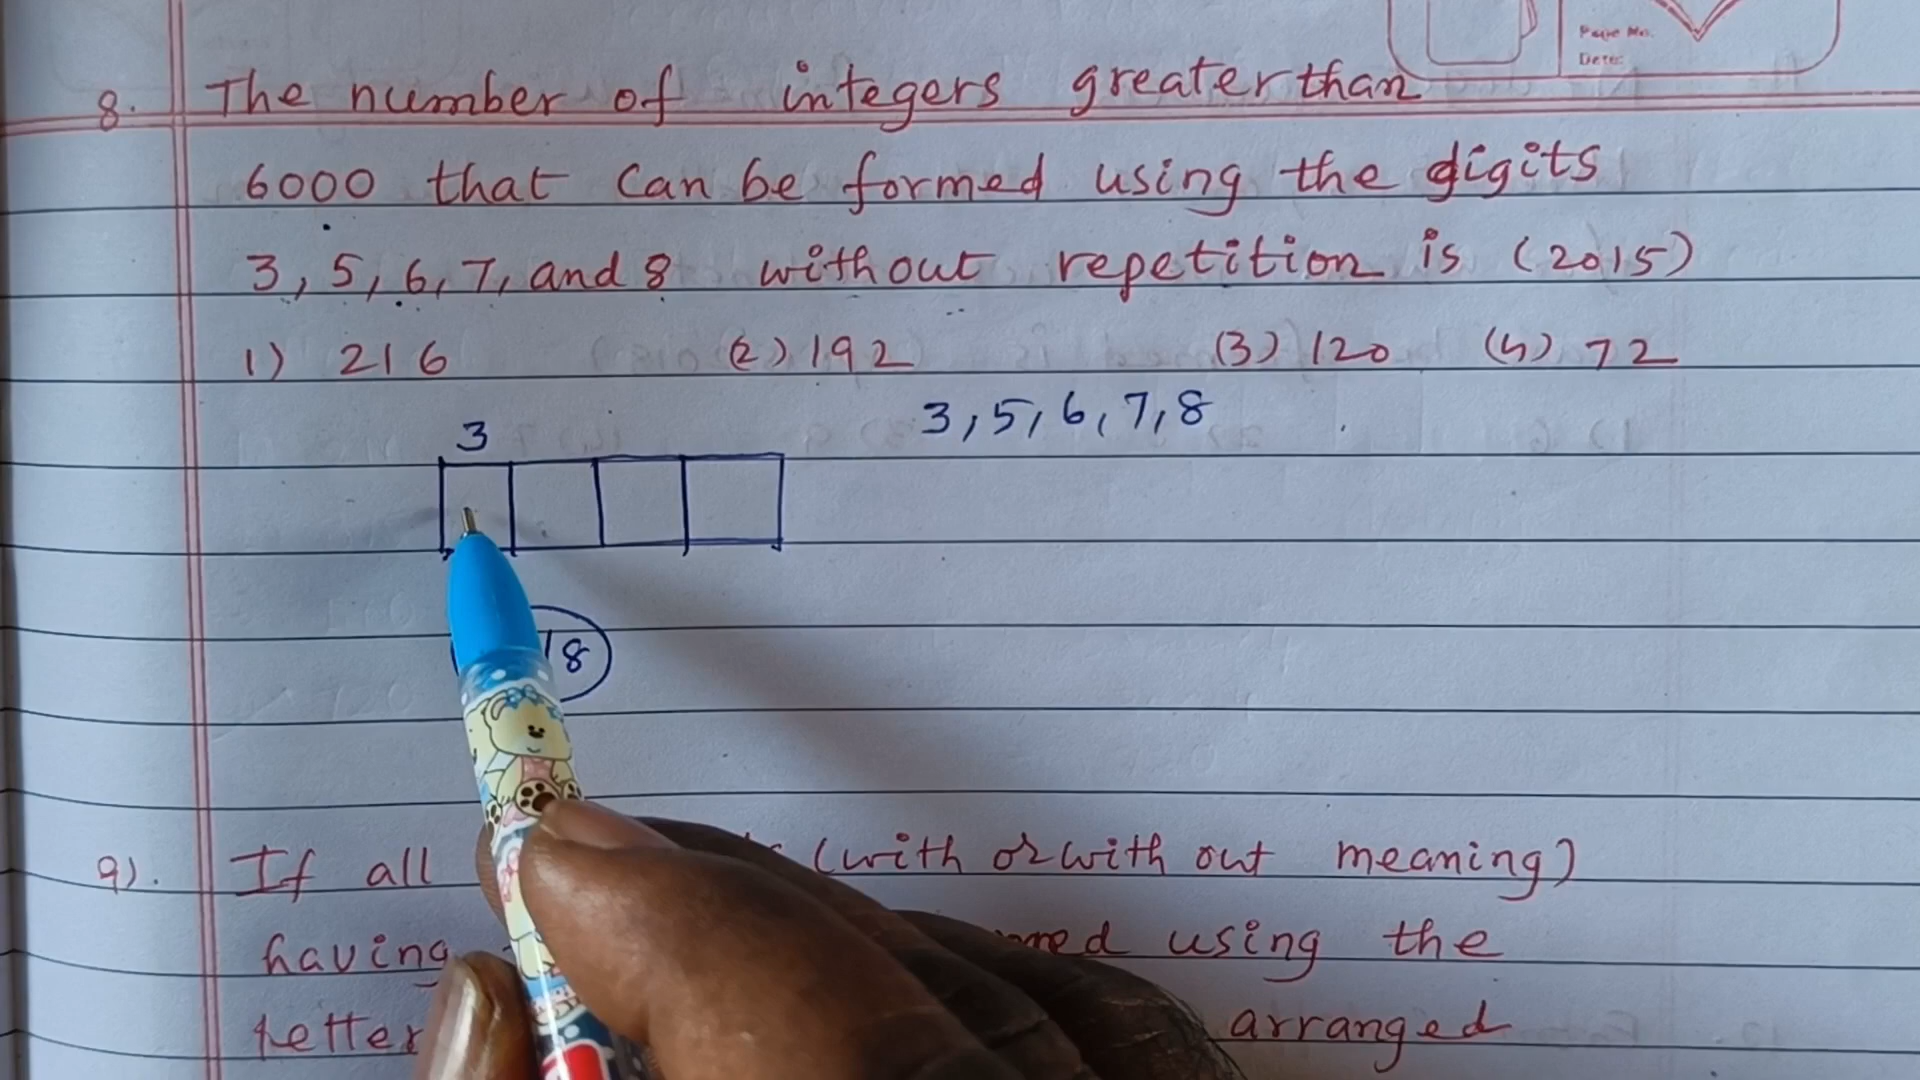 Page No.
Date:
8. The number of integers greater than
6000 that can be formed using the digits
3, 5, 6, 7, and 8 without repetition is (2015)
1) 216 (2) 192 (3) 120 (4) 72
3, 5, 6, 7, 8
3
8
9). If all (with or with out meaning)
having using the
letter arranged